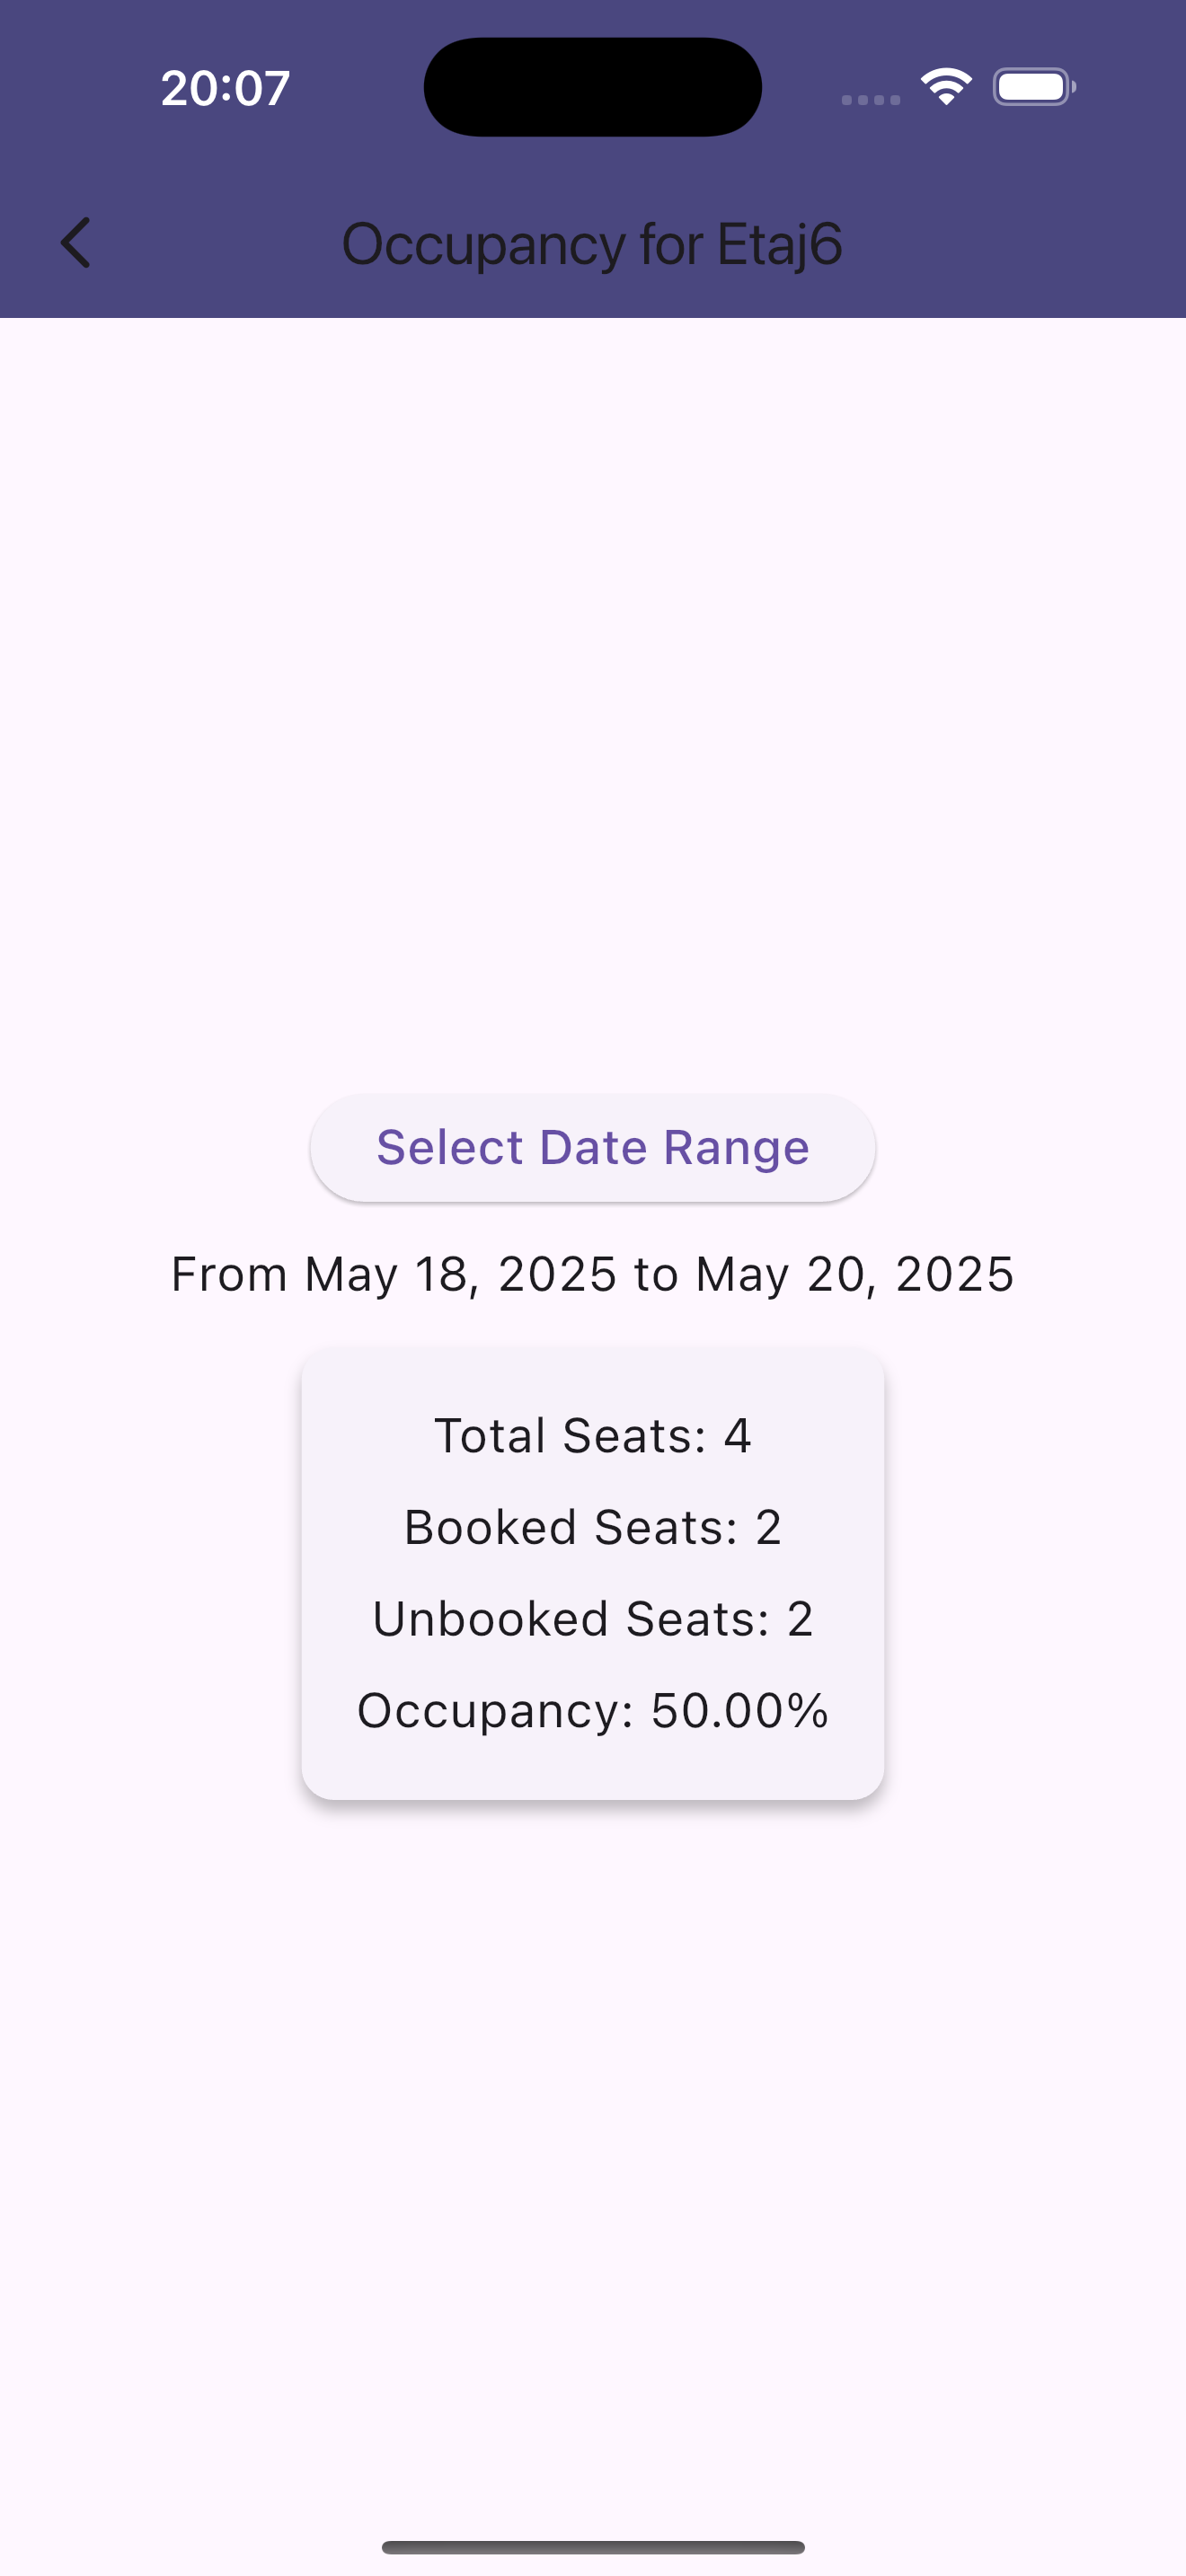 20:07
Occupancy for Etaj6
Select Date Range
From May 18, 2025 to May 20, 2025
Total Seats: 4
Booked Seats: 2
Unbooked Seats: 2
Occupancy: 50.00%